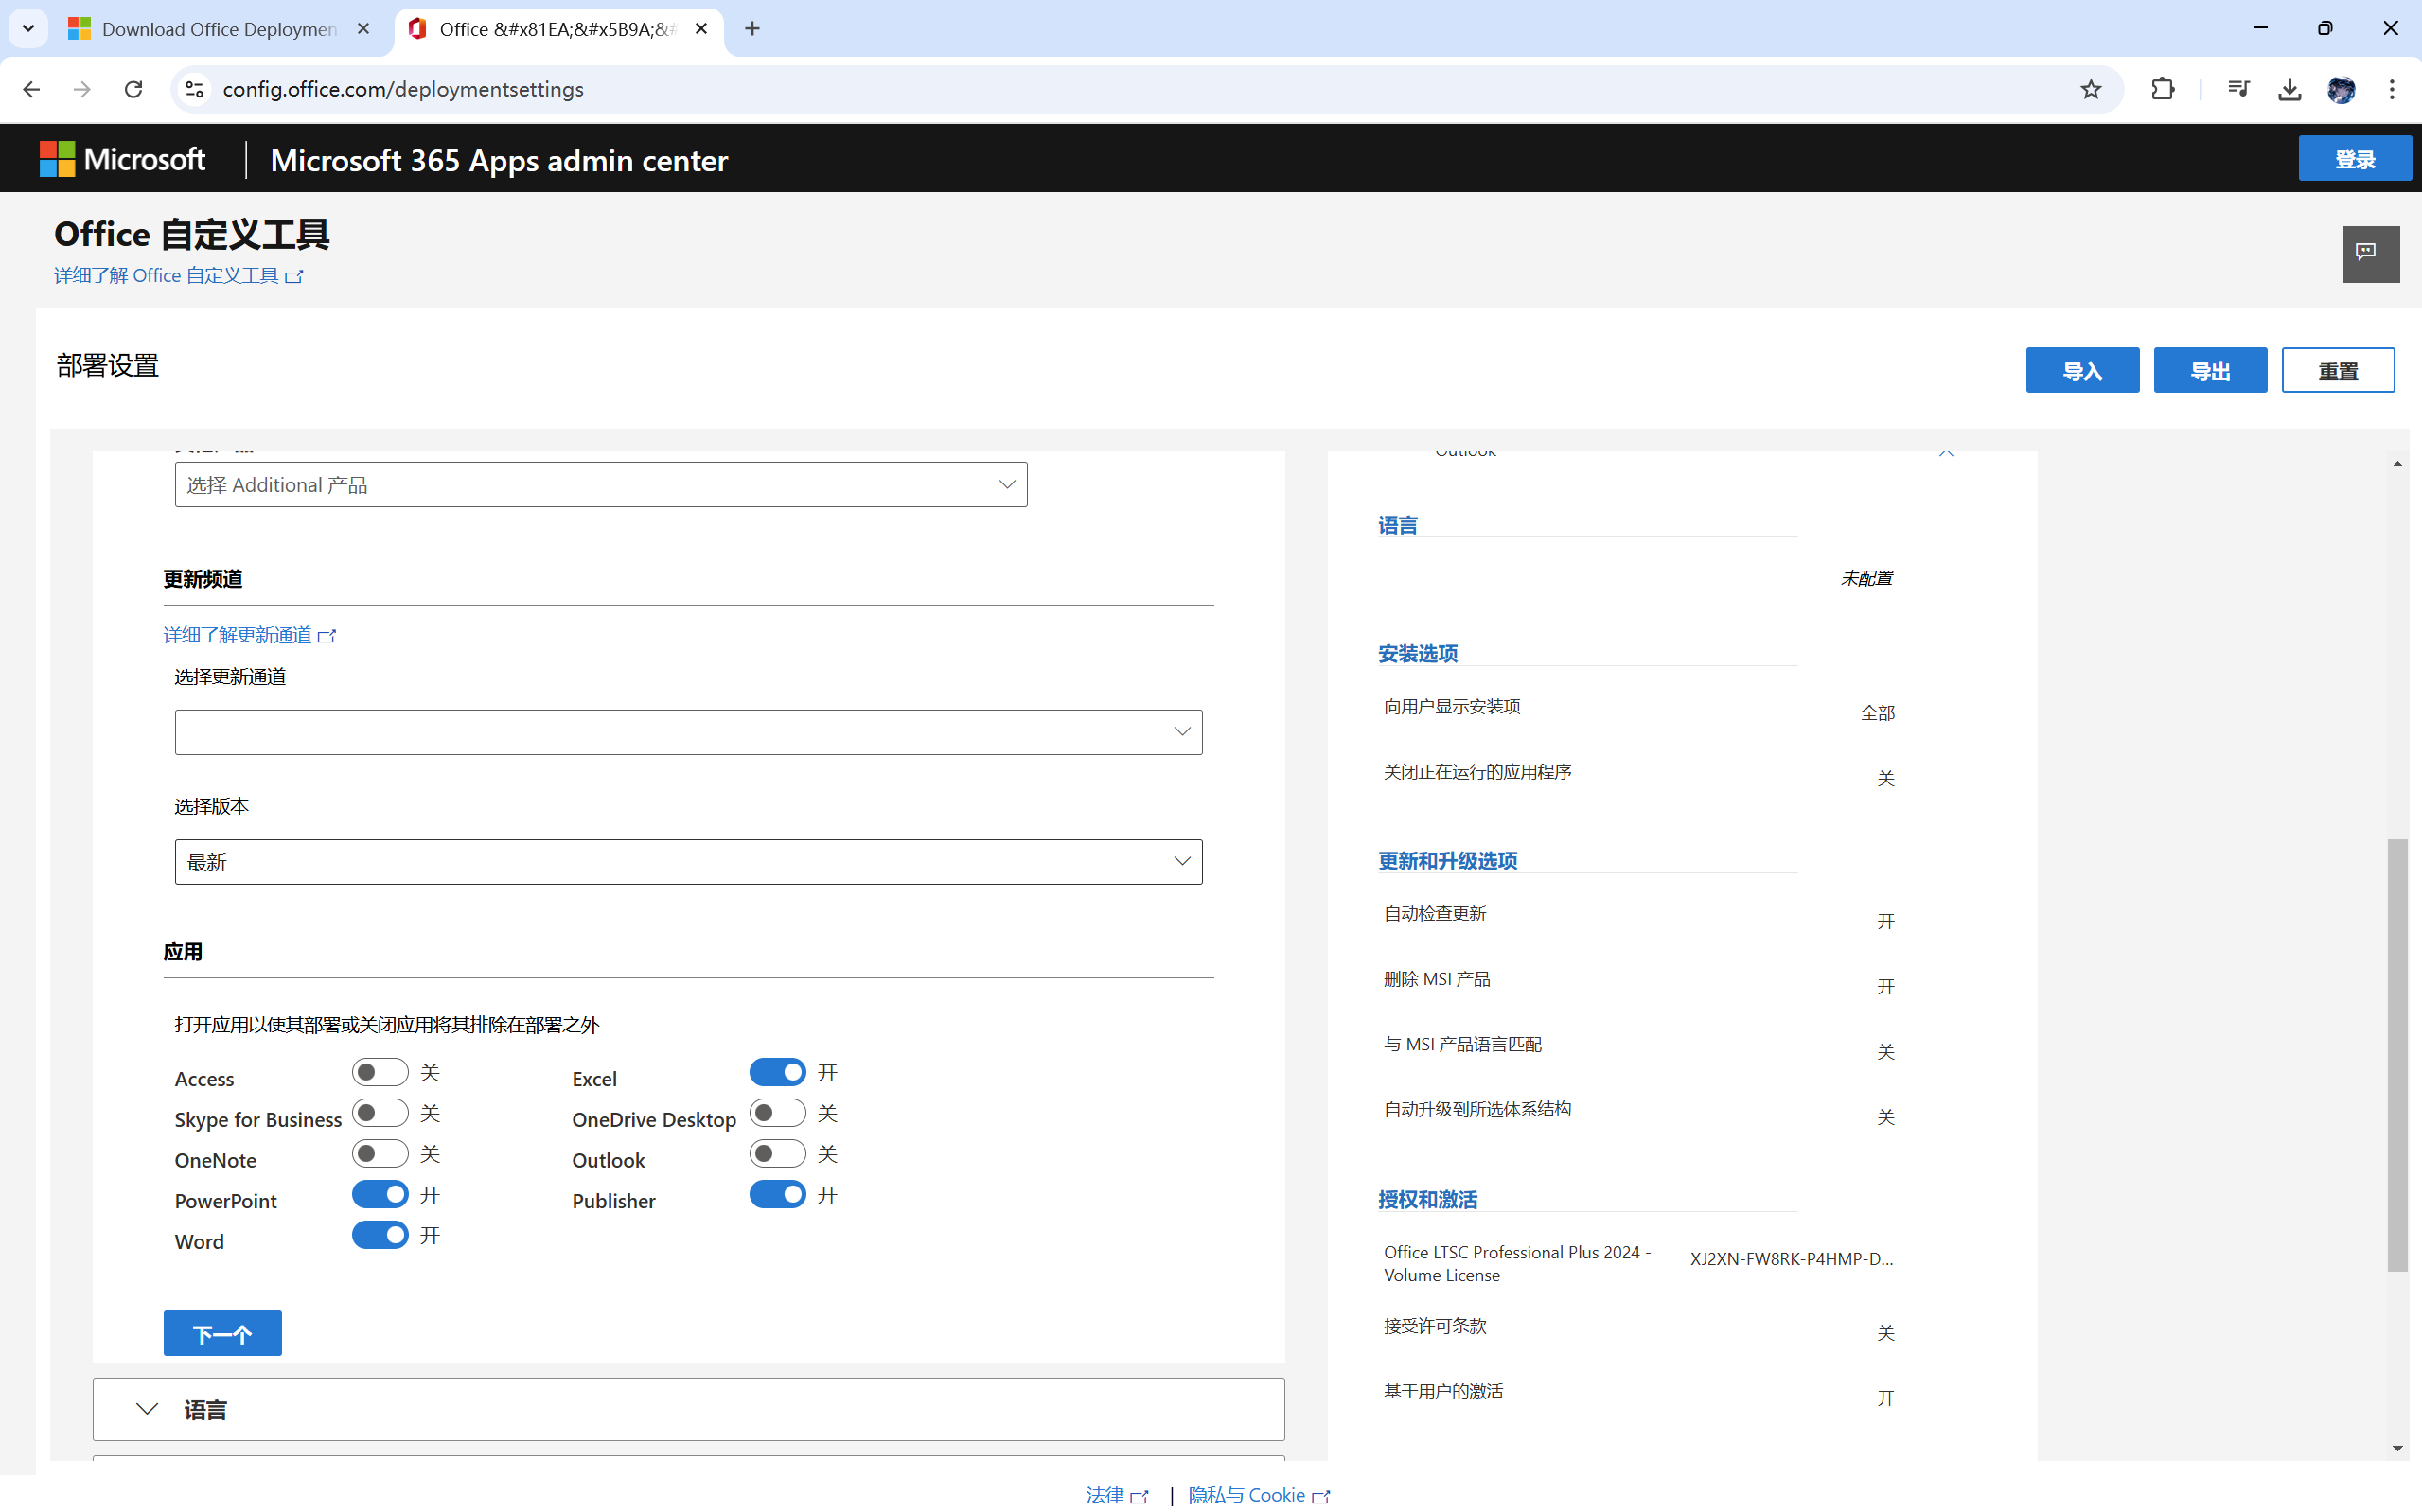 Download Office Deploymen
Office &#x81EA;&#x5B9A;&#
config.office.com/deploymentsettings
Microsoft
Microsoft 365 Apps admin center
登录
Office 自定义工具
详细了解 Office 自定义工具
部署设置
导入
导出
重置
选择 Additional 产品
更新频道
详细了解更新通道
选择更新通道
选择版本
最新
应用
打开应用以使其部署或关闭应用将其排除在部署之外
Access 关 Excel 开
Skype for Business 关 OneDrive Desktop 关
OneNote 关 Outlook 关
PowerPoint 开 Publisher 开
Word 开
下一个
语言
Outlook
语言
未配置
安装选项
向用户显示安装项 全部
关闭正在运行的应用程序 关
更新和升级选项
自动检查更新 开
删除 MSI 产品 开
与 MSI 产品语言匹配 关
自动升级到所选体系结构 关
授权和激活
Office LTSC Professional Plus 2024 -
Volume License
XJ2XN-FW8RK-P4HMP-D...
接受许可条款 关
基于用户的激活 开
法律 | 隐私与 Cookie